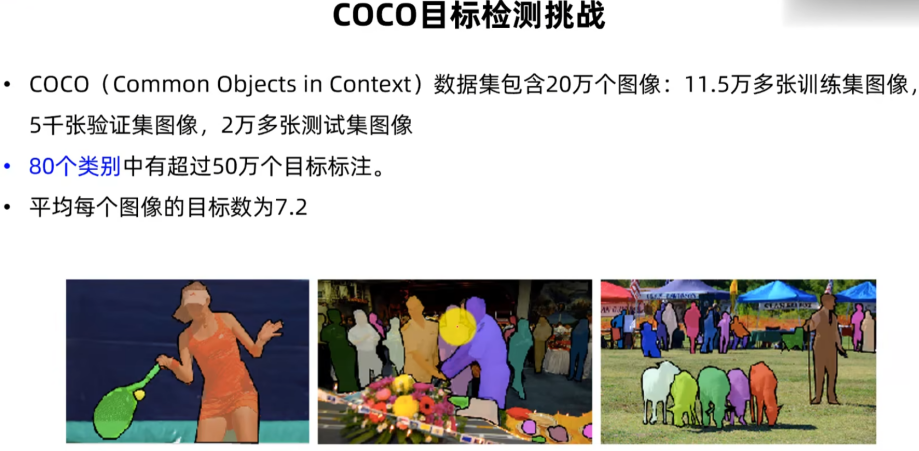 COCO目标检测挑战
• COCO（Common Objects in Context）数据集包含20万个图像：11.5万多张训练集图像，
5千张验证集图像，2万多张测试集图像
• 80个类别中有超过50万个目标标注。
• 平均每个图像的目标数为7.2